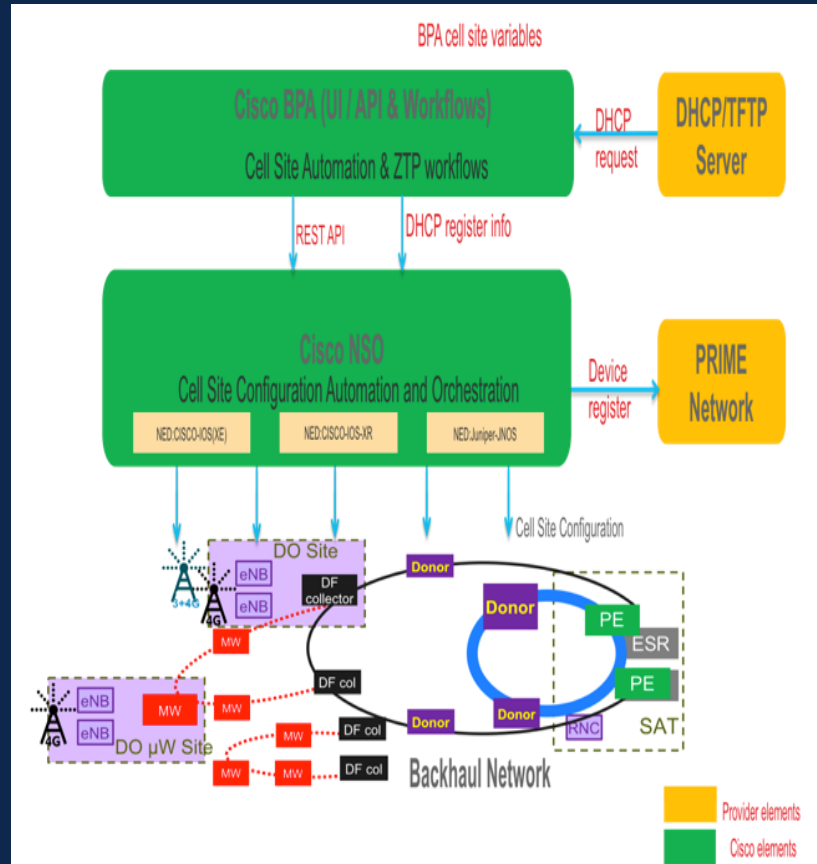 BPA cell site variables
Cisco BPA (UI / API & Workflows)
Cell Site Automation & ZTP workflows
DHCP
request
DHCP/TFTP
Server
REST API
DHCP register info
Cisco NSO
Cell Site Configuration Automation and Orchestration
NED:CISCO-IOS(XE)
NED:CISCO-IOS-XR
NED:Juniper-JNOS
Device
register
PRIME
Network
Cell Site Configuration
DO Site
eNB
eNB
DF
collector
3+4G
4G
MW
Donor
Donor
PE
ESR
PE
SAT
RNC
Donor
Donor
eNB
eNB
4G
MW
DO µW Site
MW
DF col
MW
DF col
MW
MW
DF col
Backhaul Network
Provider elements
Cisco elements